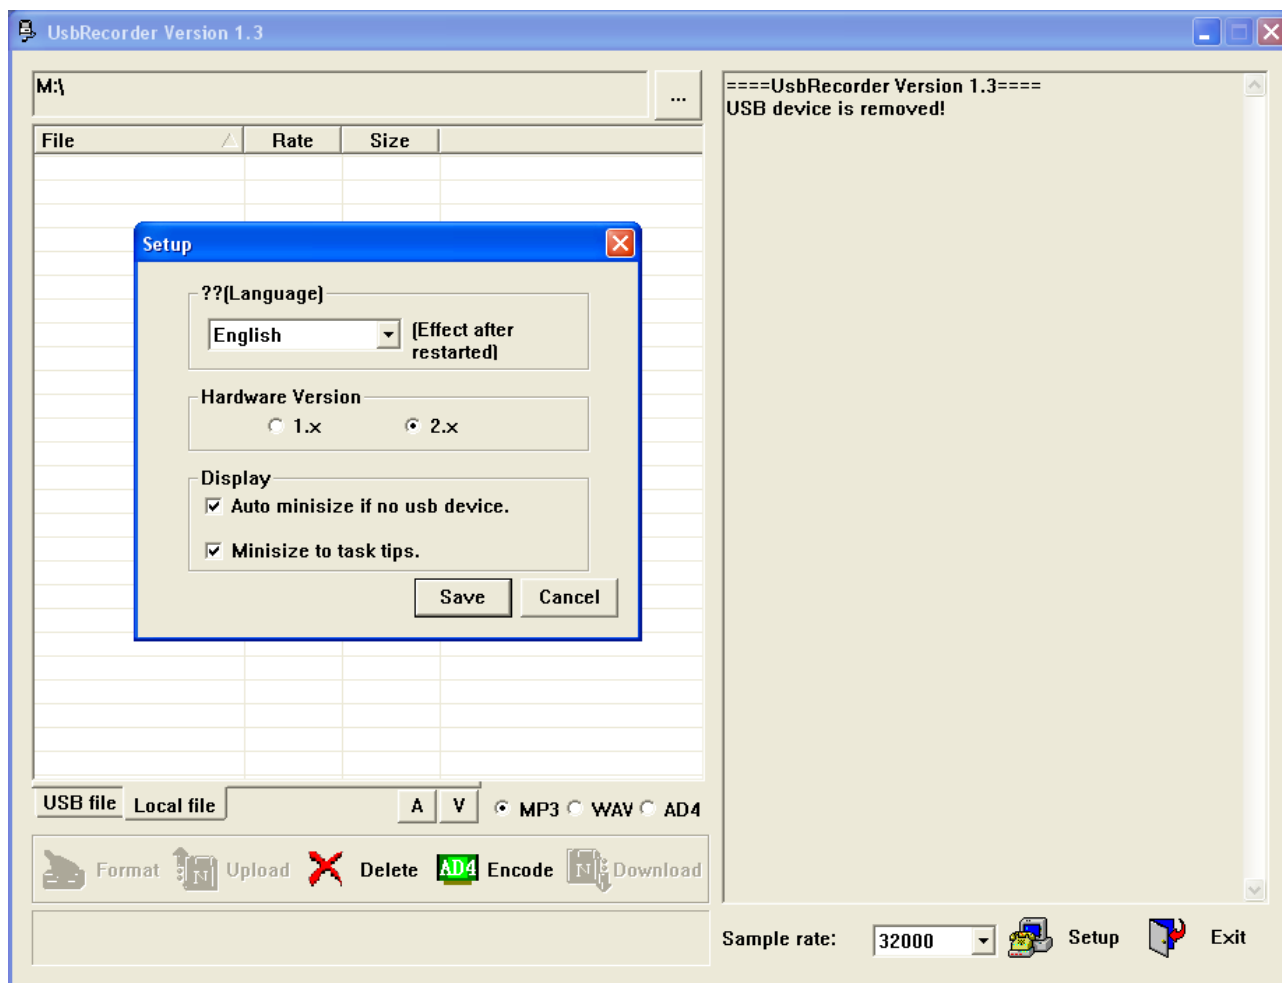 UsbRecorder Version 1.3
M:\
...
File Rate Size
====UsbRecorder Version 1.3====
USB device is removed!
Setup
??(Language)
English
(Effect after
restarted)
Hardware Version
1.x 2.x
Display
Auto minisize if no usb device.
Minisize to task tips.
Save Cancel
USB file Local file A V MP3 WAV AD4
Format N Upload Delete AD4 Encode N Download
Sample rate: 32000 Setup Exit